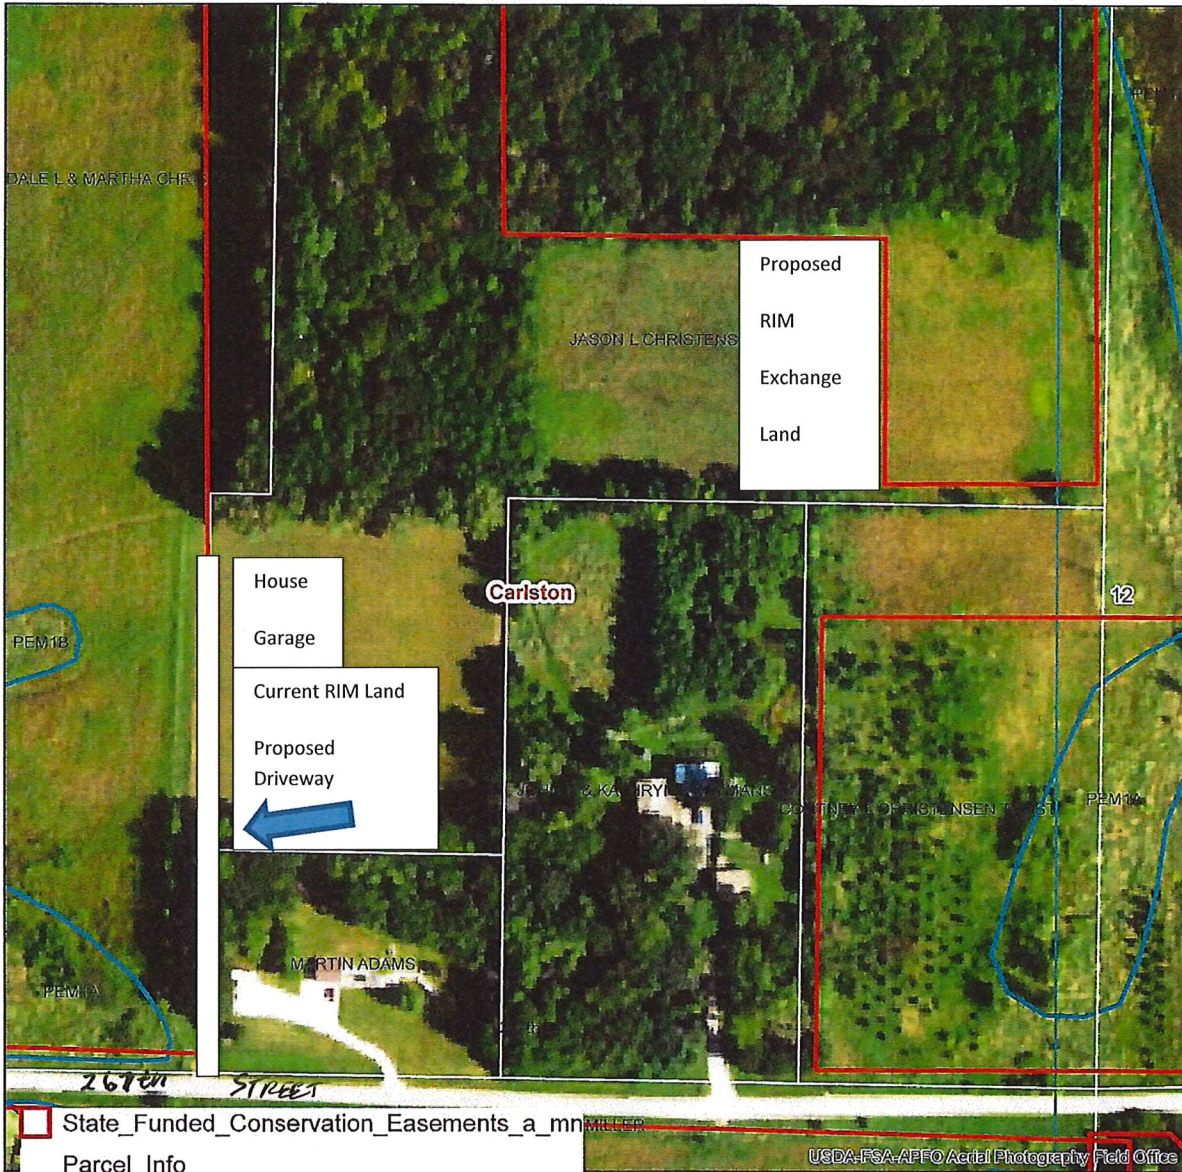 DALE L & MARTHA CHR
JASON L CHRISTENS
Proposed
RIM
Exchange
Land
House
Garage
Carlston
12
PEM1B
Current RIM Land
Proposed
Driveway
PEM1A
MARTIN ADAMS
PEM1A
STREET
State_Funded_Conservation_Easements_a_mn
MILLER
Parcel_Info
USDA-FSA-APFO Aerial Photography Field Office